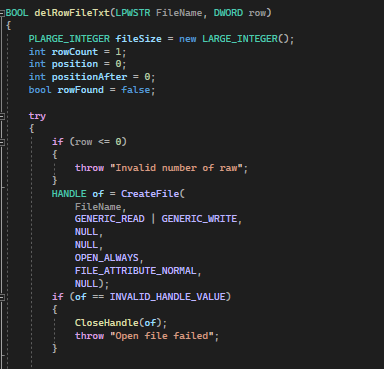 BOOL delRowFileTxt(LPWSTR FileName, DWORD row)
{
PLARGE_INTEGER fileSize = new LARGE_INTEGER();
int rowCount = 1;
int position = 0;
int positionAfter = 0;
bool rowFound = false;
try
{
if (row <= 0)
{
throw "Invalid number of raw";
}
HANDLE of = CreateFile(
FileName,
GENERIC_READ | GENERIC_WRITE,
NULL,
NULL,
OPEN_ALWAYS,
FILE_ATTRIBUTE_NORMAL,
NULL);
if (of == INVALID_HANDLE_VALUE)
{
CloseHandle(of);
throw "Open file failed";
}